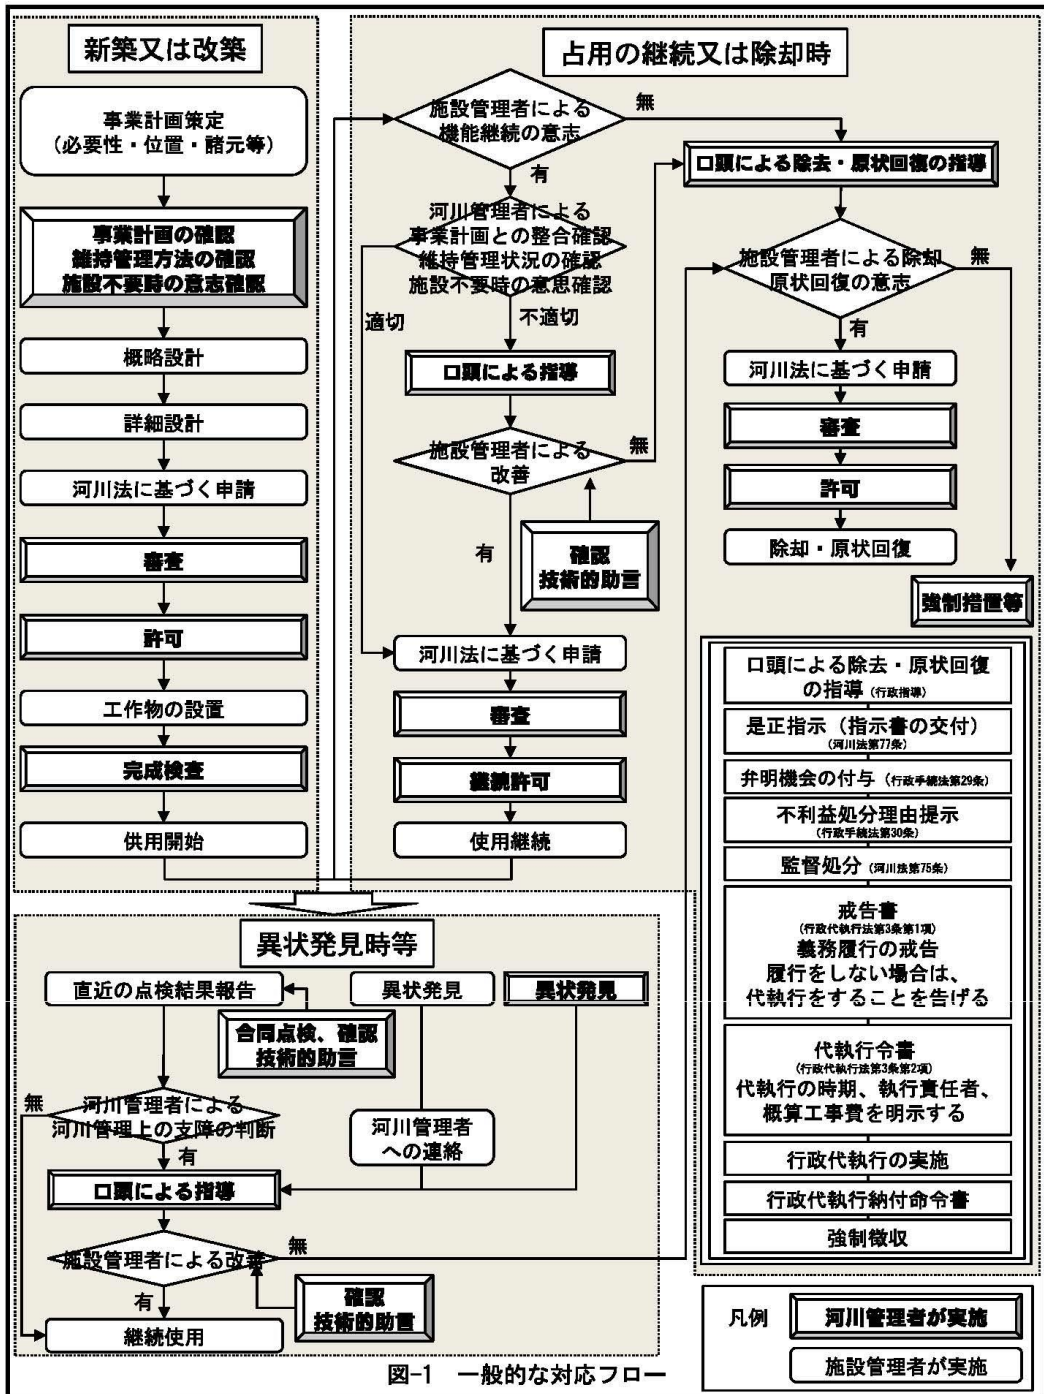 新築又は改築
事業計画策定
(必要性・位置・諸元等)
事業計画の確認
維持管理方法の確認
施設不要時の意志確認
概略設計
詳細設計
河川法に基づく申請
審査
許可
工作物の設置
完成検査
供用開始
占用の継続又は除却時
施設管理者による
機能継続の意志
無
有
河川管理者による
事業計画との整合確認
維持管理状況の確認
施設不要時の意思確認
適切
不適切
口頭による指導
施設管理者による
改善
無
有
確認
技術的助言
河川法に基づく申請
審査
継続許可
使用継続
口頭による除去・原状回復の指導
施設管理者による除却
原状回復の意志
無
有
河川法に基づく申請
審査
許可
除却・原状回復
強制措置等
口頭による除去・原状回復
の指導(行政指導)
是正指示(指示書の交付)
(河川法第77条)
弁明機会の付与(行政手続法第29条)
不利益処分理由提示
(行政手続法第30条)
監督処分(河川法第75条)
戒告書
(行政代執行法第3条第1項)
義務履行の戒告
履行をしない場合は、
代執行をすることを告げる
代執行令書
(行政代執行法第3条第2項)
代執行の時期、執行責任者、
概算工事費を明示する
行政代執行の実施
行政代執行納付命令書
強制徴収
異状発見時等
直近の点検結果報告
異状発見
異状発見
合同点検、確認
技術的助言
無
河川管理者による
河川管理上の支障の判断
有
河川管理者
への連絡
口頭による指導
施設管理者による改善
無
有
確認
技術的助言
継続使用
凡例
河川管理者が実施
施設管理者が実施
図-1 一般的な対応フロー